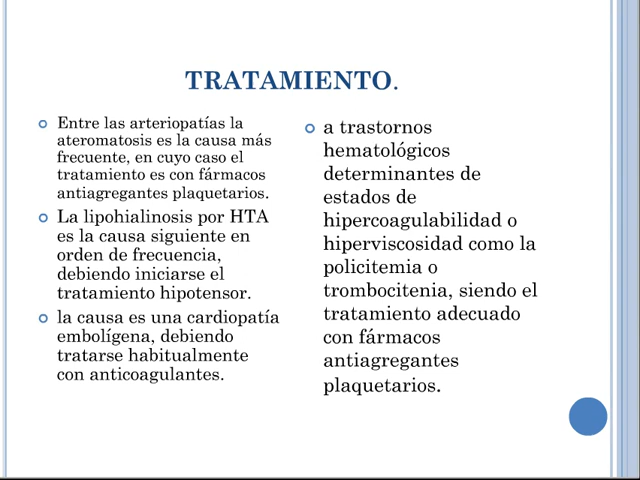 TRATAMIENTO.
Entre las arteriopatías la
ateromatosis es la causa más
frecuente, en cuyo caso el
tratamiento es con fármacos
antiagregantes plaquetarios.
La lipohialinosis por HTA
es la causa siguiente en
orden de frecuencia,
debiendo iniciarse el
tratamiento hipotensor.
la causa es una cardiopatía
embolígena, debiendo
tratarse habitualmente
con anticoagulantes.
a trastornos
hematológicos
determinantes de
estados de
hipercoagulabilidad o
hiperviscosidad como la
policitemia o
trombocitenia, siendo el
tratamiento adecuado
con fármacos
antiagregantes
plaquetarios.